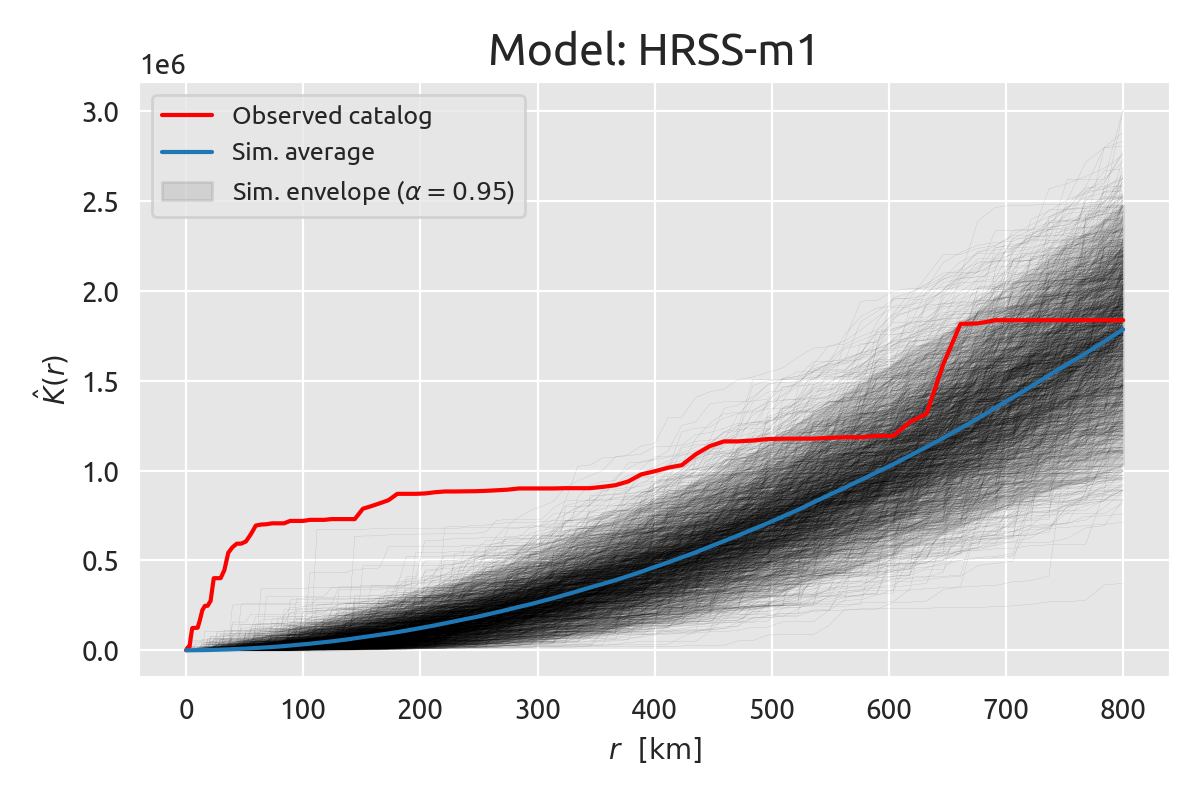 Model: HRSS-m1
1e6
Observed catalog
Sim. average
Sim. envelope (α = 0.95)
3.0
2.5
2.0
1.5
1.0
0.5
0.0
K̂(r)
0 100 200 300 400 500 600 700 800
r [km]